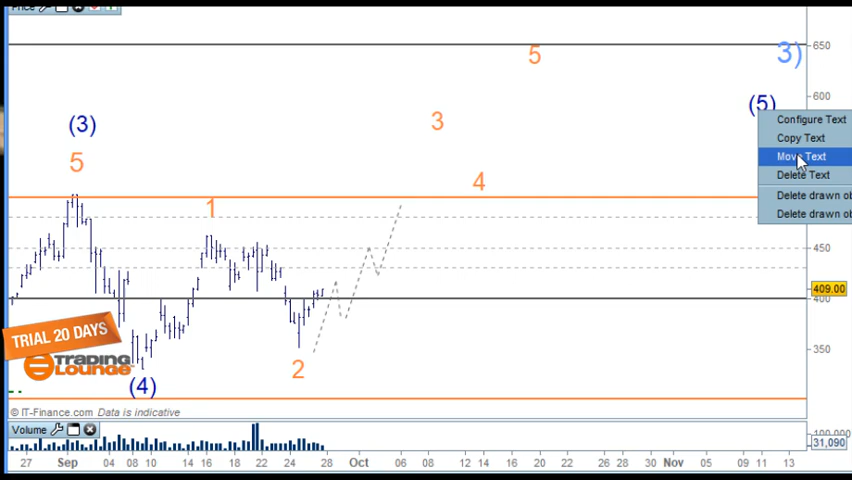 Price
650
3)
5
600
(5)
(3)
3
Configure Text
Copy Text
5
Move Text
4
Delete Text
1
Delete drawn ob
Delete drawn ob
450
409.00
400
TRIAL 20 DAYS
TRADING
LOUNGE
350
2
(4)
© IT-Finance.com Data is indicative
Volume
100,000
31,090
27 Sep 04 08 10 14 16 18 22 24 28 Oct 06 08 12 14 16 20 22 26 28 30 Nov 05 09 11 13